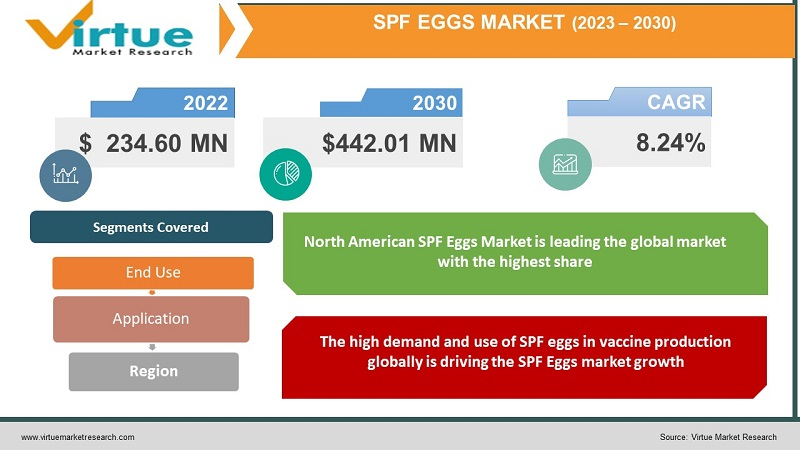 Virtue
Market Research
SPF EGGS MARKET (2023 – 2030)
2022
$ 234.60 MN
2030
$442.01 MN
CAGR
8.24%
Segments Covered
End Use
Application
Region
North American SPF Eggs Market is leading the global market
with the highest share
The high demand and use of SPF eggs in vaccine production
globally is driving the SPF Eggs market growth
www.virtuemarketresearch.com
Source: Virtue Market Research